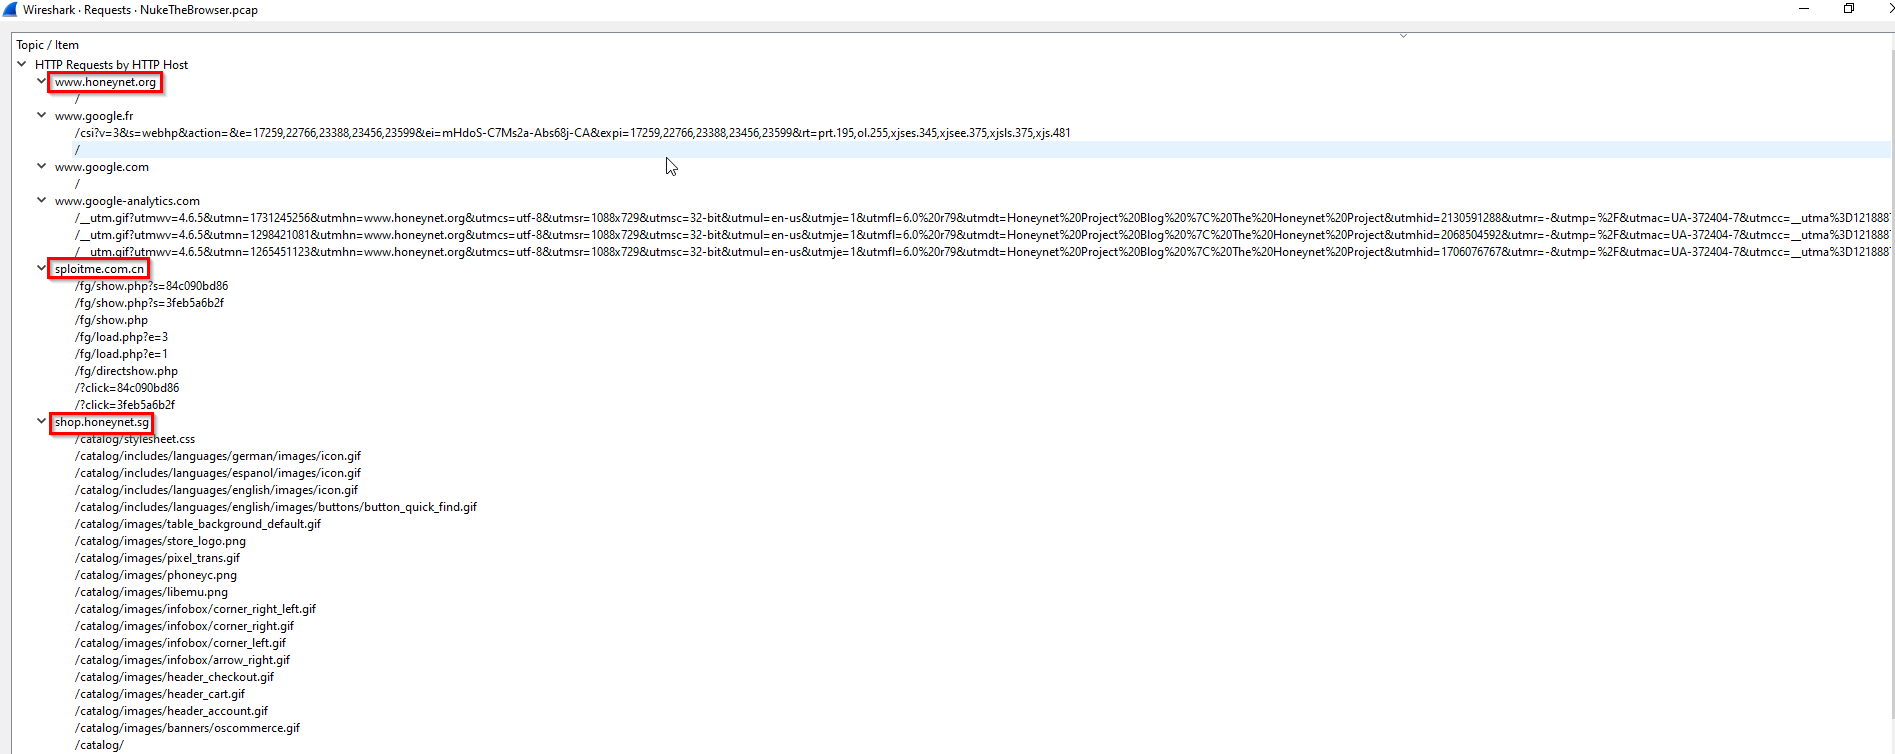 Wireshark · Requests · NukeTheBrowser.pcap
Topic / Item
HTTP Requests by HTTP Host
www.honeynet.org
/
www.google.fr
/csi?v=3&s=webhp&action=&e=17259,22766,23388,23456,23599&ei=mHdoS-C7Ms2a-Abs68j-CA&expi=17259,22766,23388,23456,23599&rt=prt.195,ol.255,xjses.345,xjsee.375,xjsls.375,xjs.481
/
www.google.com
/
www.google-analytics.com
/__utm.gif?utmwv=4.6.5&utmn=1731245256&utmhn=www.honeynet.org&utmcs=utf-8&utmsr=1088x729&utmsc=32-bit&utmul=en-us&utmje=1&utmfl=6.0%20r79&utmdt=Honeynet%20Project%20Blog%20%7C%20The%20Honeynet%20Project&utmhid=2130591288&utmr=-&utmp=%2F&utmac=UA-372404-7&utmcc=__utma%3D121888
/__utm.gif?utmwv=4.6.5&utmn=1298421081&utmhn=www.honeynet.org&utmcs=utf-8&utmsr=1088x729&utmsc=32-bit&utmul=en-us&utmje=1&utmfl=6.0%20r79&utmdt=Honeynet%20Project%20Blog%20%7C%20The%20Honeynet%20Project&utmhid=2068504592&utmr=-&utmp=%2F&utmac=UA-372404-7&utmcc=__utma%3D121888
/__utm.gif?utmwv=4.6.5&utmn=1265451123&utmhn=www.honeynet.org&utmcs=utf-8&utmsr=1088x729&utmsc=32-bit&utmul=en-us&utmje=1&utmfl=6.0%20r79&utmdt=Honeynet%20Project%20Blog%20%7C%20The%20Honeynet%20Project&utmhid=1706076767&utmr=-&utmp=%2F&utmac=UA-372404-7&utmcc=__utma%3D121888
sploitme.com.cn
/fg/show.php?s=84c090bd86
/fg/show.php?s=3feb5a6b2f
/fg/show.php
/fg/load.php?e=3
/fg/load.php?e=1
/fg/directshow.php
/?click=84c090bd86
/?click=3feb5a6b2f
shop.honeynet.sg
/catalog/stylesheet.css
/catalog/includes/languages/german/images/icon.gif
/catalog/includes/languages/espanol/images/icon.gif
/catalog/includes/languages/english/images/icon.gif
/catalog/includes/languages/english/images/buttons/button_quick_find.gif
/catalog/images/table_background_default.gif
/catalog/images/store_logo.png
/catalog/images/pixel_trans.gif
/catalog/images/phoneyc.png
/catalog/images/libemu.png
/catalog/images/infobox/corner_right_left.gif
/catalog/images/infobox/corner_right.gif
/catalog/images/infobox/corner_left.gif
/catalog/images/infobox/arrow_right.gif
/catalog/images/header_checkout.gif
/catalog/images/header_cart.gif
/catalog/images/header_account.gif
/catalog/images/banners/oscommerce.gif
/catalog/